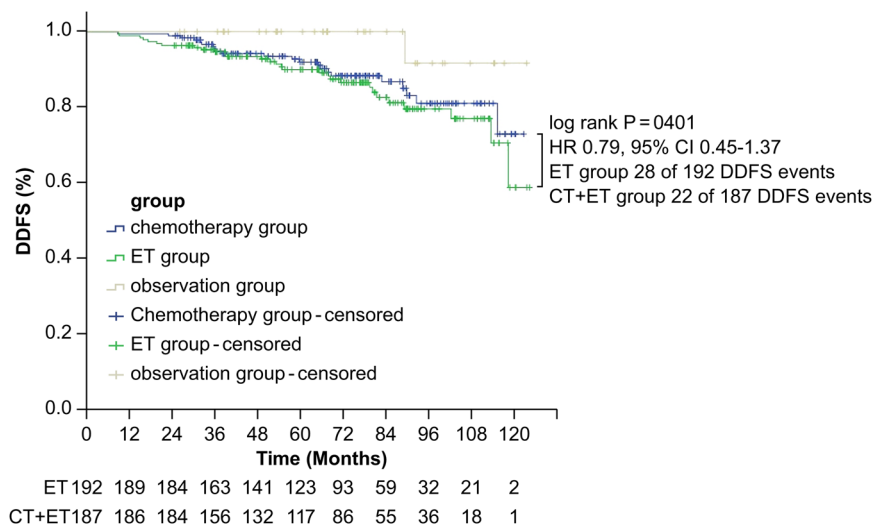 1.0
0.8
0.6
0.4
0.2
0.0
DDFS (%)
log rank P = 0401
HR 0.79, 95% CI 0.45-1.37
ET group 28 of 192 DDFS events
CT+ET group 22 of 187 DDFS events
group
chemotherapy group
ET group
observation group
Chemotherapy group - censored
ET group - censored
observation group - censored
0 12 24 36 48 60 72 84 96 108 120
Time (Months)
ET 192 189 184 163 141 123 93 59 32 21 2
CT+ET 187 186 184 156 132 117 86 55 36 18 1